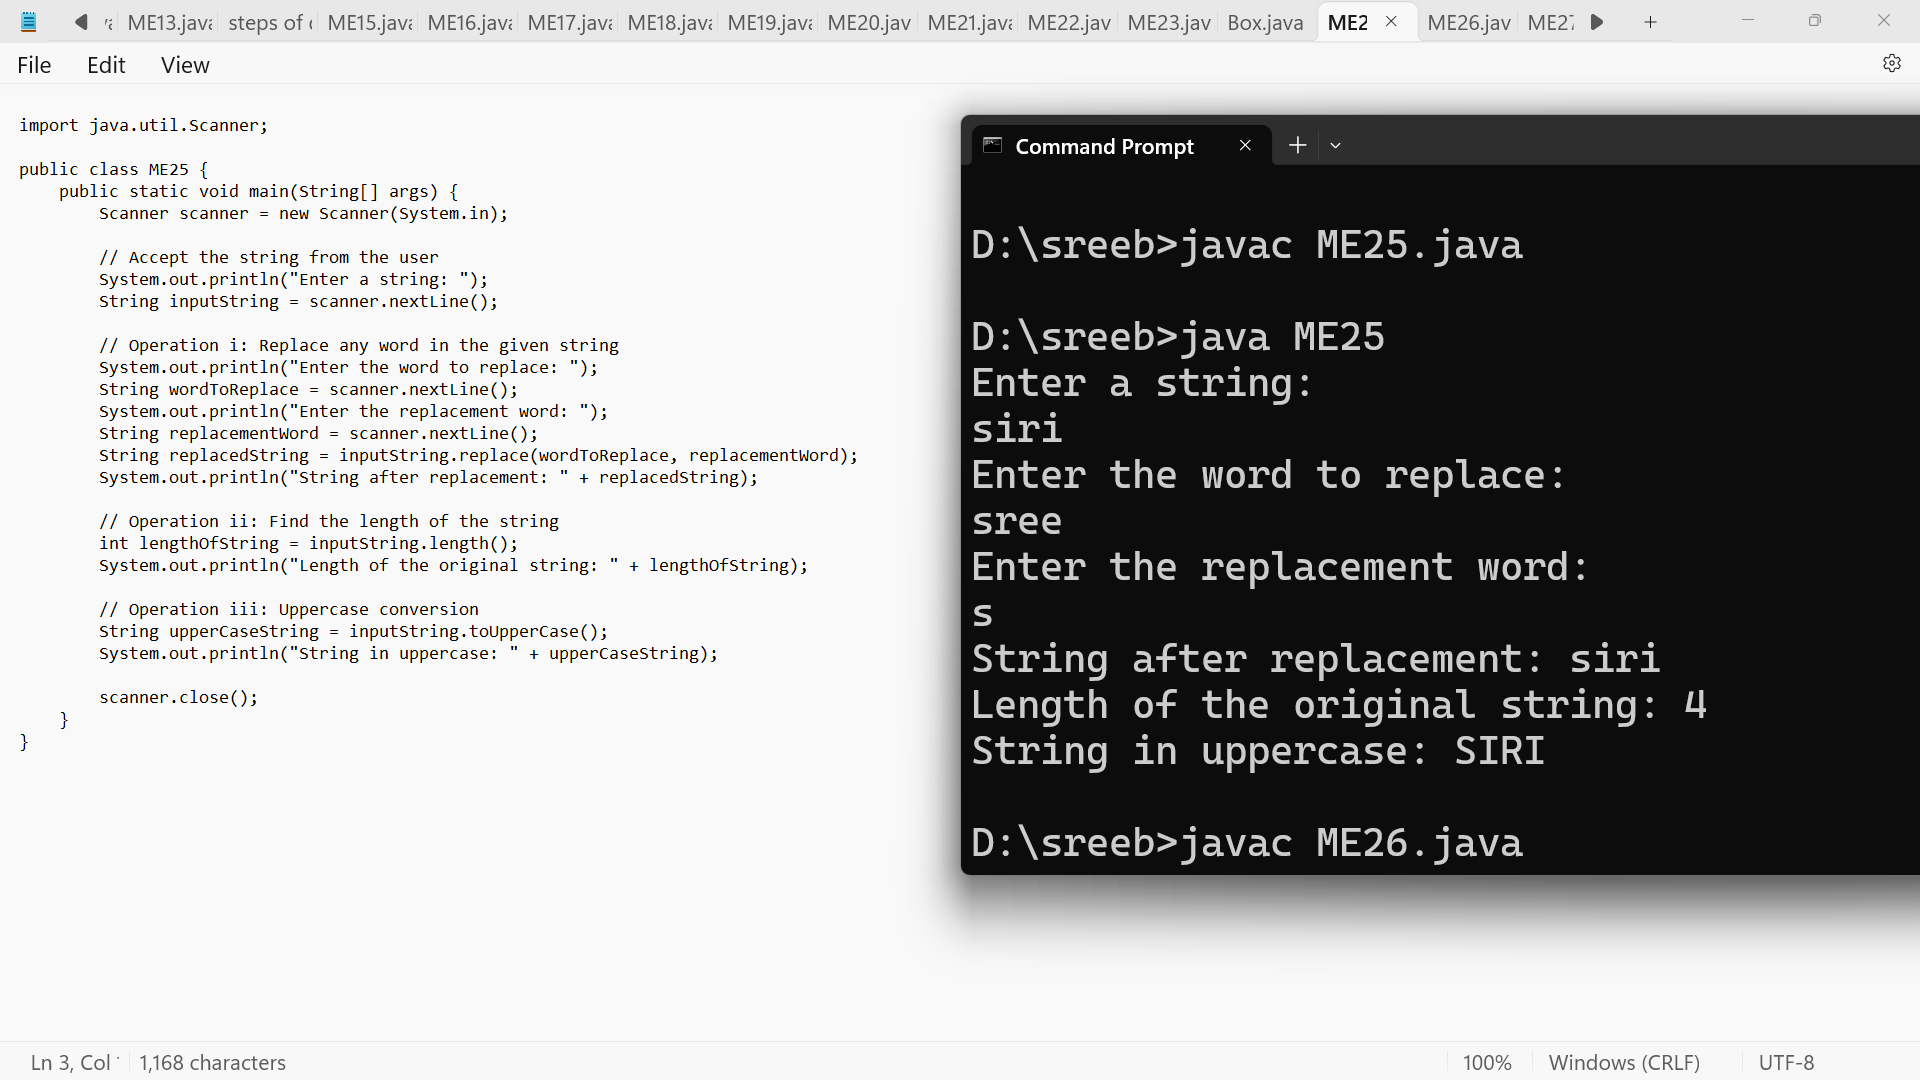 ME13.java steps of ME15.java ME16.java ME17.java ME18.java ME19.java ME20.jav ME21.java ME22.jav ME23.jav Box.java ME2 ME26.jav ME27
File Edit View
import java.util.Scanner;
public class ME25 {
public static void main(String[] args) {
Scanner scanner = new Scanner(System.in);
// Accept the string from the user
System.out.println("Enter a string: ");
String inputString = scanner.nextLine();
// Operation i: Replace any word in the given string
System.out.println("Enter the word to replace: ");
String wordToReplace = scanner.nextLine();
System.out.println("Enter the replacement word: ");
String replacementWord = scanner.nextLine();
String replacedString = inputString.replace(wordToReplace, replacementWord);
System.out.println("String after replacement: " + replacedString);
// Operation ii: Find the length of the string
int lengthOfString = inputString.length();
System.out.println("Length of the original string: " + lengthOfString);
// Operation iii: Uppercase conversion
String upperCaseString = inputString.toUpperCase();
System.out.println("String in uppercase: " + upperCaseString);
scanner.close();
}
}
Command Prompt
D:\sreeb>javac ME25.java
D:\sreeb>java ME25
Enter a string:
siri
Enter the word to replace:
sree
Enter the replacement word:
s
String after replacement: siri
Length of the original string: 4
String in uppercase: SIRI
D:\sreeb>javac ME26.java
Ln 3, Col 1,168 characters 100% Windows (CRLF) UTF-8